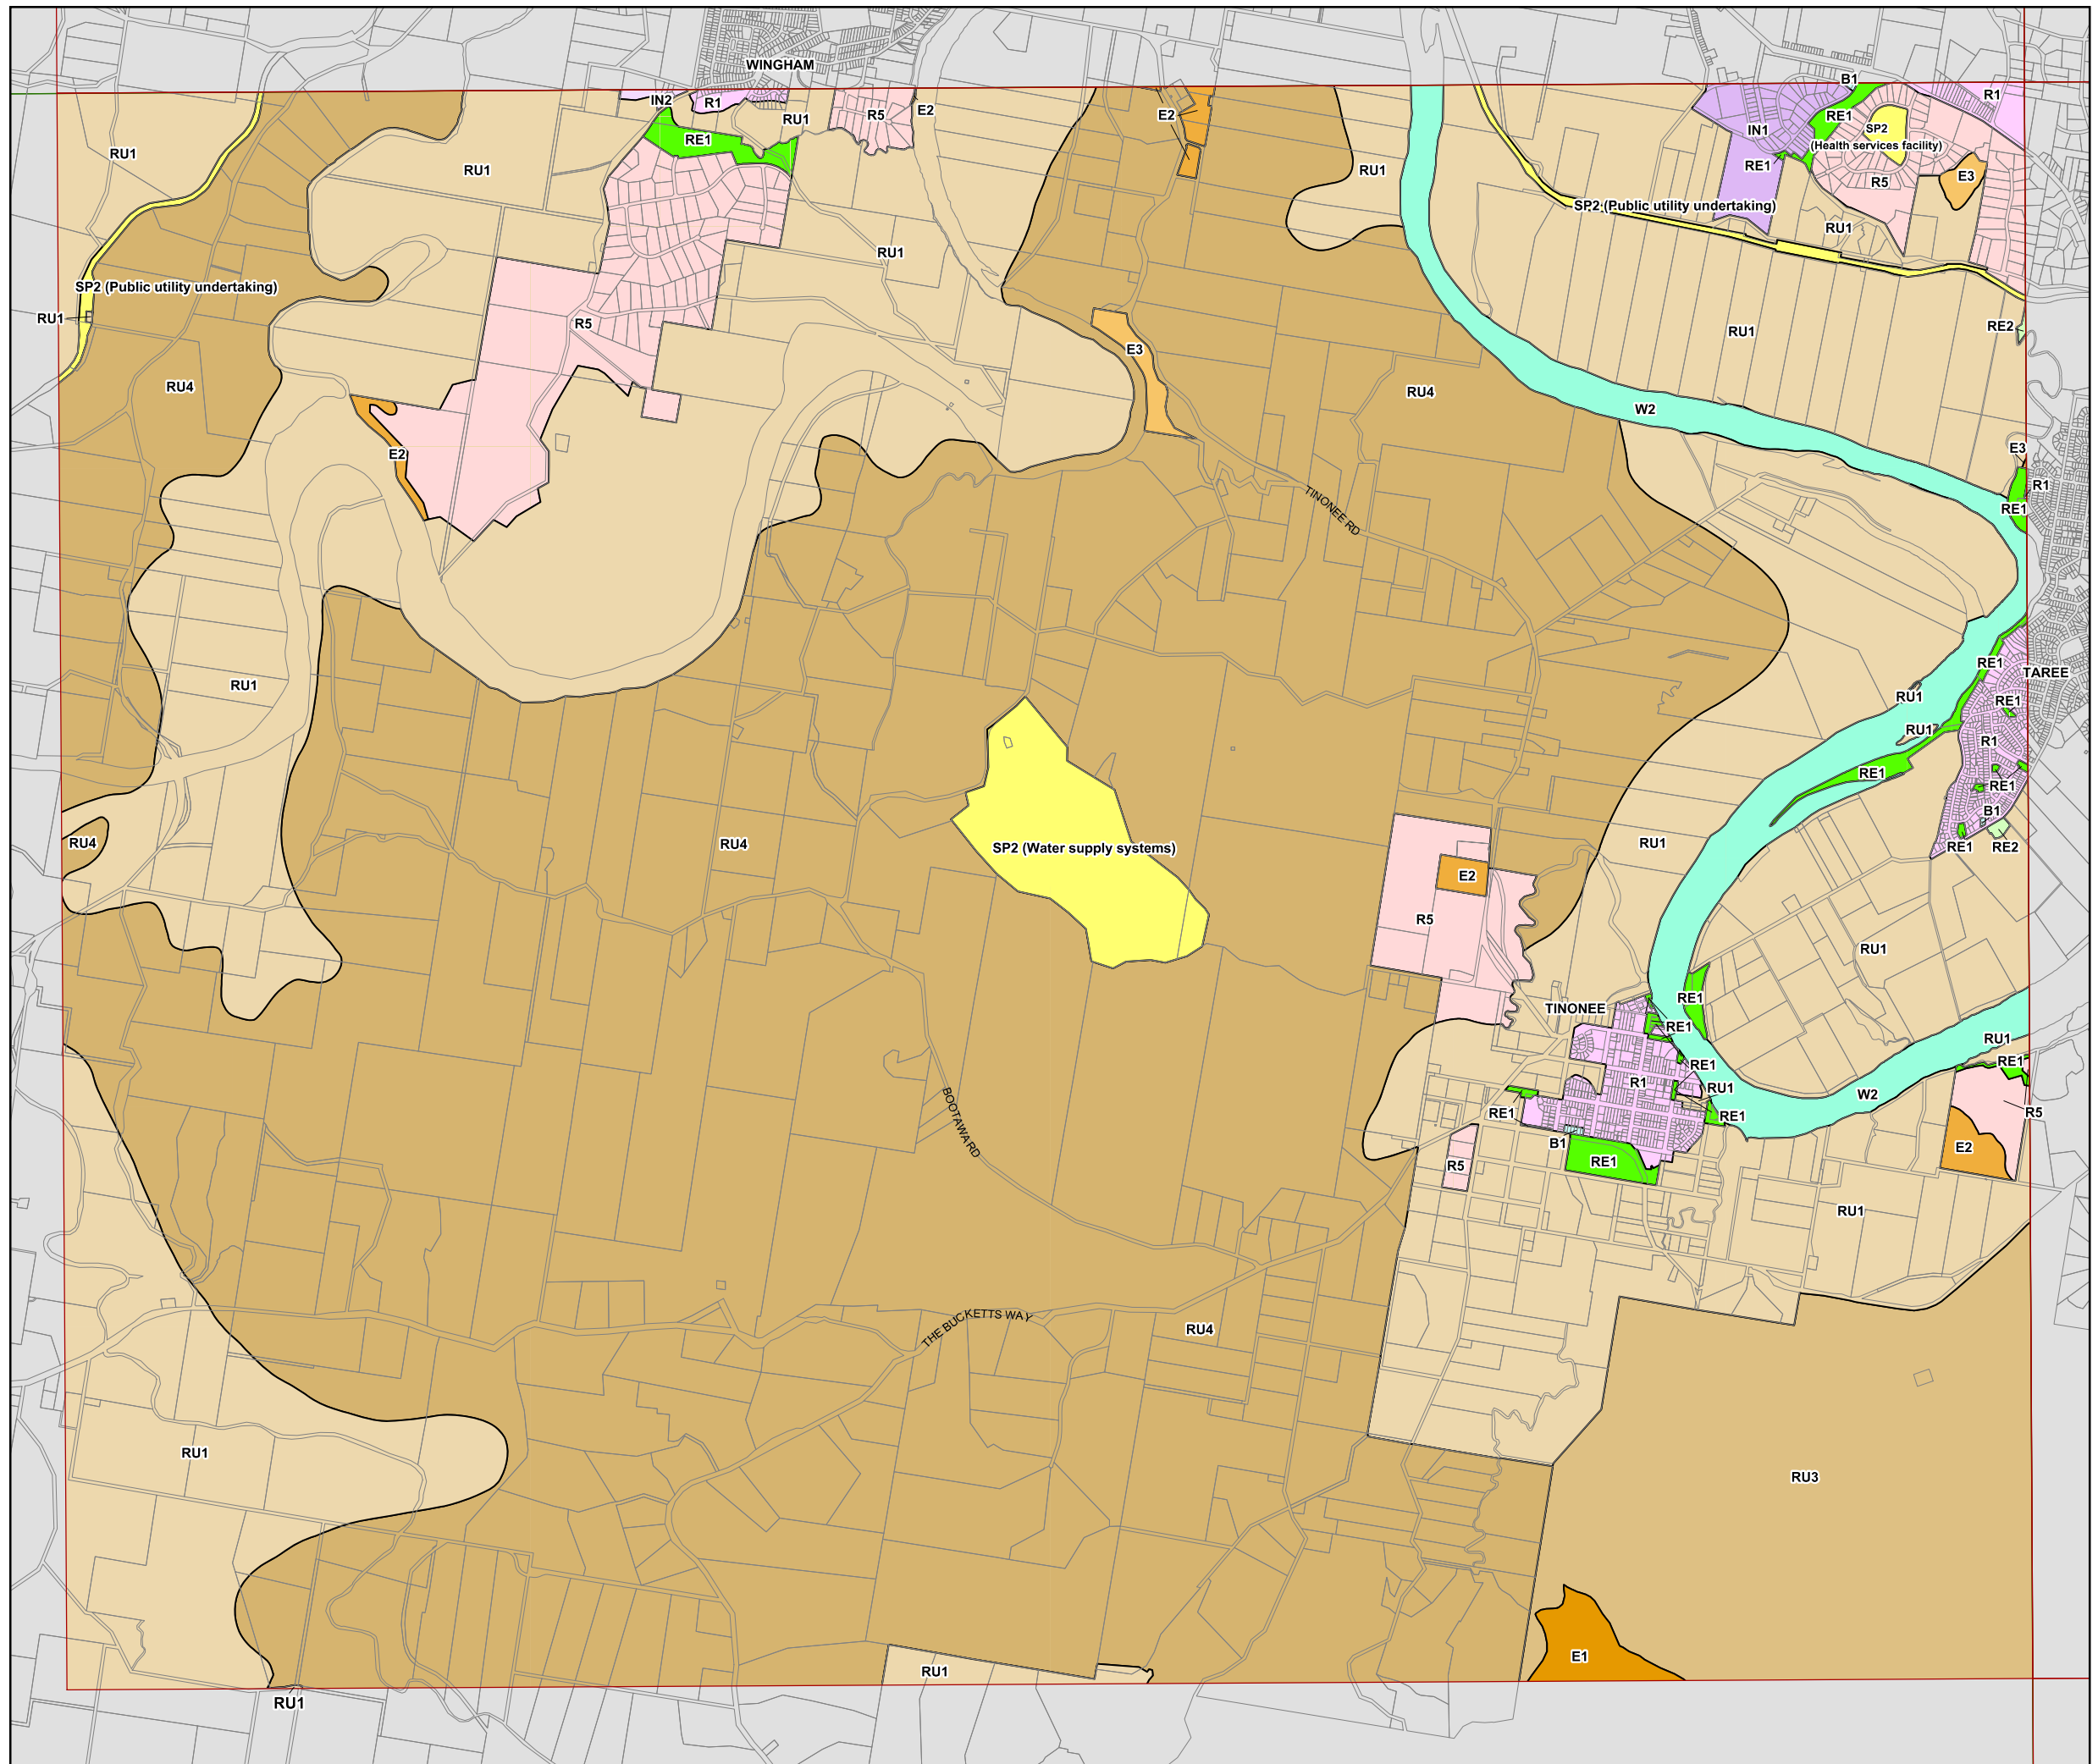 WINGHAM
B1
IN2
R1
R1
E2
RU1
R5
E2
RE1
SP2
IN1
(Health services facility)
RE1
RU1
RE1
R5
E3
RU1
RU1
SP2 (Public utility undertaking)
RU1
RU1
SP2 (Public utility undertaking)
RU1
R5
RE2
RU1
E3
RU4
RU4
W2
E3
E2
R1
TINONEE RD
RE1
RE1
TAREE
RU1
RU1
RE1
RU1
R1
RE1
RE1
B1
RU4
RU4
SP2 (Water supply systems)
RU1
RE1
RE2
E2
R5
RU1
RE1
TINONEE
RE1
RU1
RE1
RE1
R1
RU1
W2
RE1
RE1
R5
BOOTAWA RD
B1
E2
RE1
R5
RU1
THE BUCKETTS WAY
RU4
RU1
RU3
E1
RU1
RU1